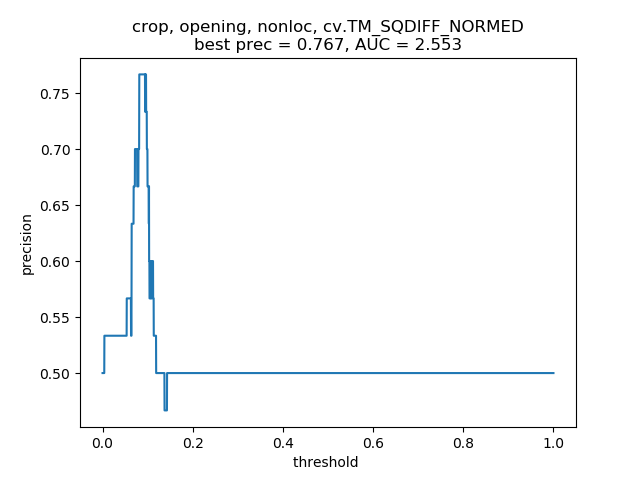 crop, opening, nonloc, cv.TM_SQDIFF_NORMED
best prec = 0.767, AUC = 2.553
0.75
0.70
0.65
0.60
0.55
0.50
precision
0.0 0.2 0.4 0.6 0.8 1.0
threshold